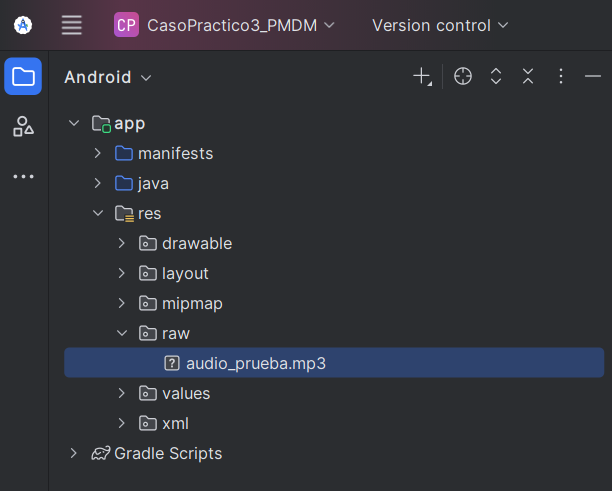 CP CasoPractico3_PMDM Version control
Android
app
manifests
java
res
drawable
layout
mipmap
raw
? audio_prueba.mp3
values
xml
Gradle Scripts